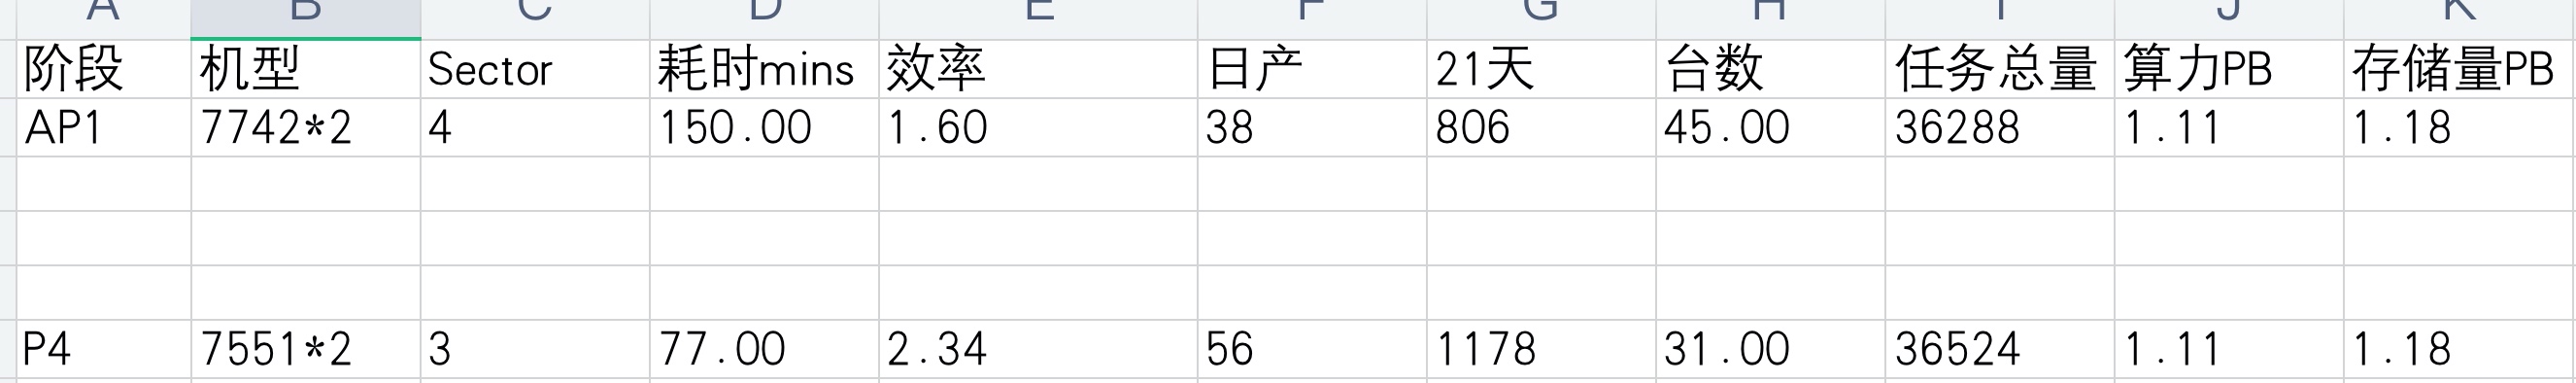 A B C D E F G H I J K
阶段 机型 Sector 耗时mins 效率 日产 21天 台数 任务总量 算力PB 存储量PB
AP1 7742*2 4 150.00 1.60 38 806 45.00 36288 1.11 1.18
P4 7551*2 3 77.00 2.34 56 1178 31.00 36524 1.11 1.18